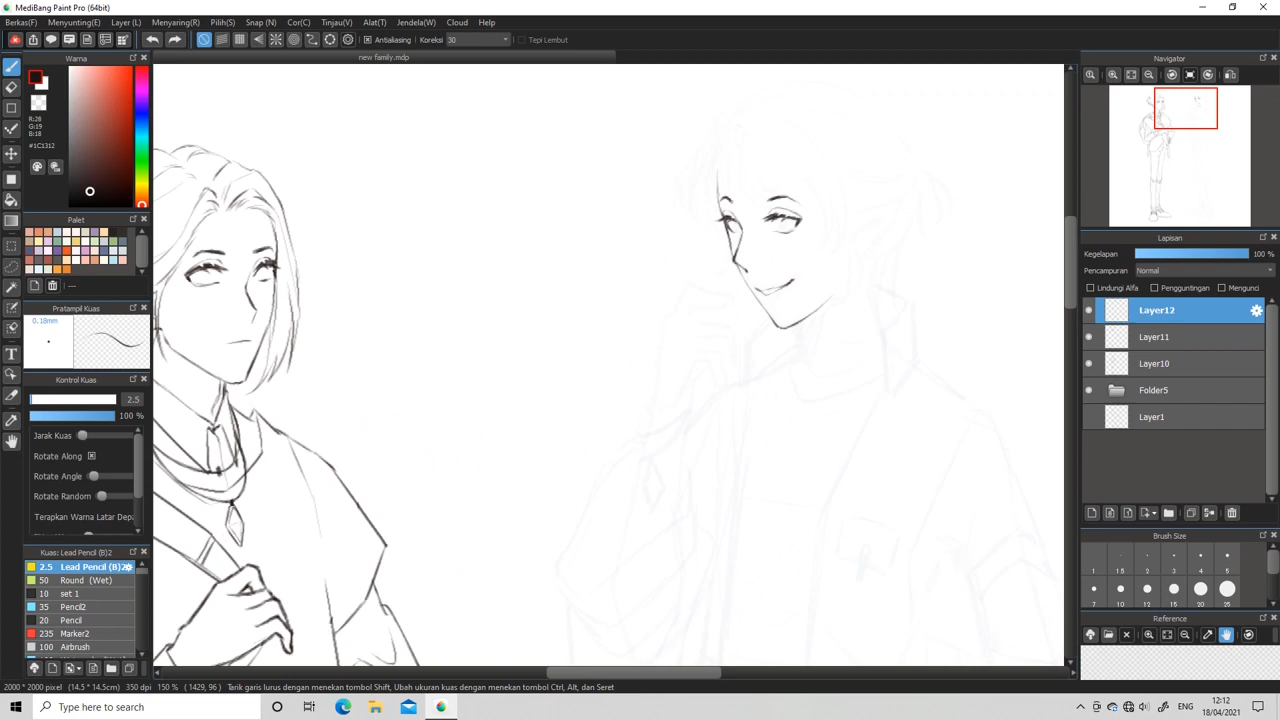 MediBang Paint Pro (64bit)
Berkas(F) Menyunting(E) Layer (L) Menyaring(R) Pilih(S) Snap (N) Cor(C) Tinjau(V) Alat(T) Jendela(W) Cloud Help
Antialiasing Koreksi 30 Tepi Lembut
new family.mdp
Warna
R:28
G:19
B:18
#1C1312
Palet
---
Pratampil Kuas
0.18mm
Kontrol Kuas
2.5
100 %
Jarak Kuas
Rotate Along
Rotate Angle
Rotate Random
Terapkan Warna Latar Depa
Kuas: Lead Pencil (B)2
2.5 Lead Pencil (B)2
50 Round (Wet)
10 set 1
35 Pencil2
20 Pencil
235 Marker2
100 Airbrush
Navigator
Lapisan
Kegelapan 100 %
Pencampuran Normal
Lindungi Alfa Pengguntingan Mengunci
Layer12
Layer11
Layer10
Folder5
Layer1
Brush Size
1 1.5 2 3 4 5
7 10 12 15 20 25
Reference
2000 * 2000 pixel (14.5 * 14.5cm) 350 dpi 150 % (1429, 96) Tarik garis lurus dengan menekan tombol Shift, Ubah ukuran kuas dengan menekan tombol Ctrl, Alt, dan Seret
Type here to search
ENG
12:12
18/04/2021